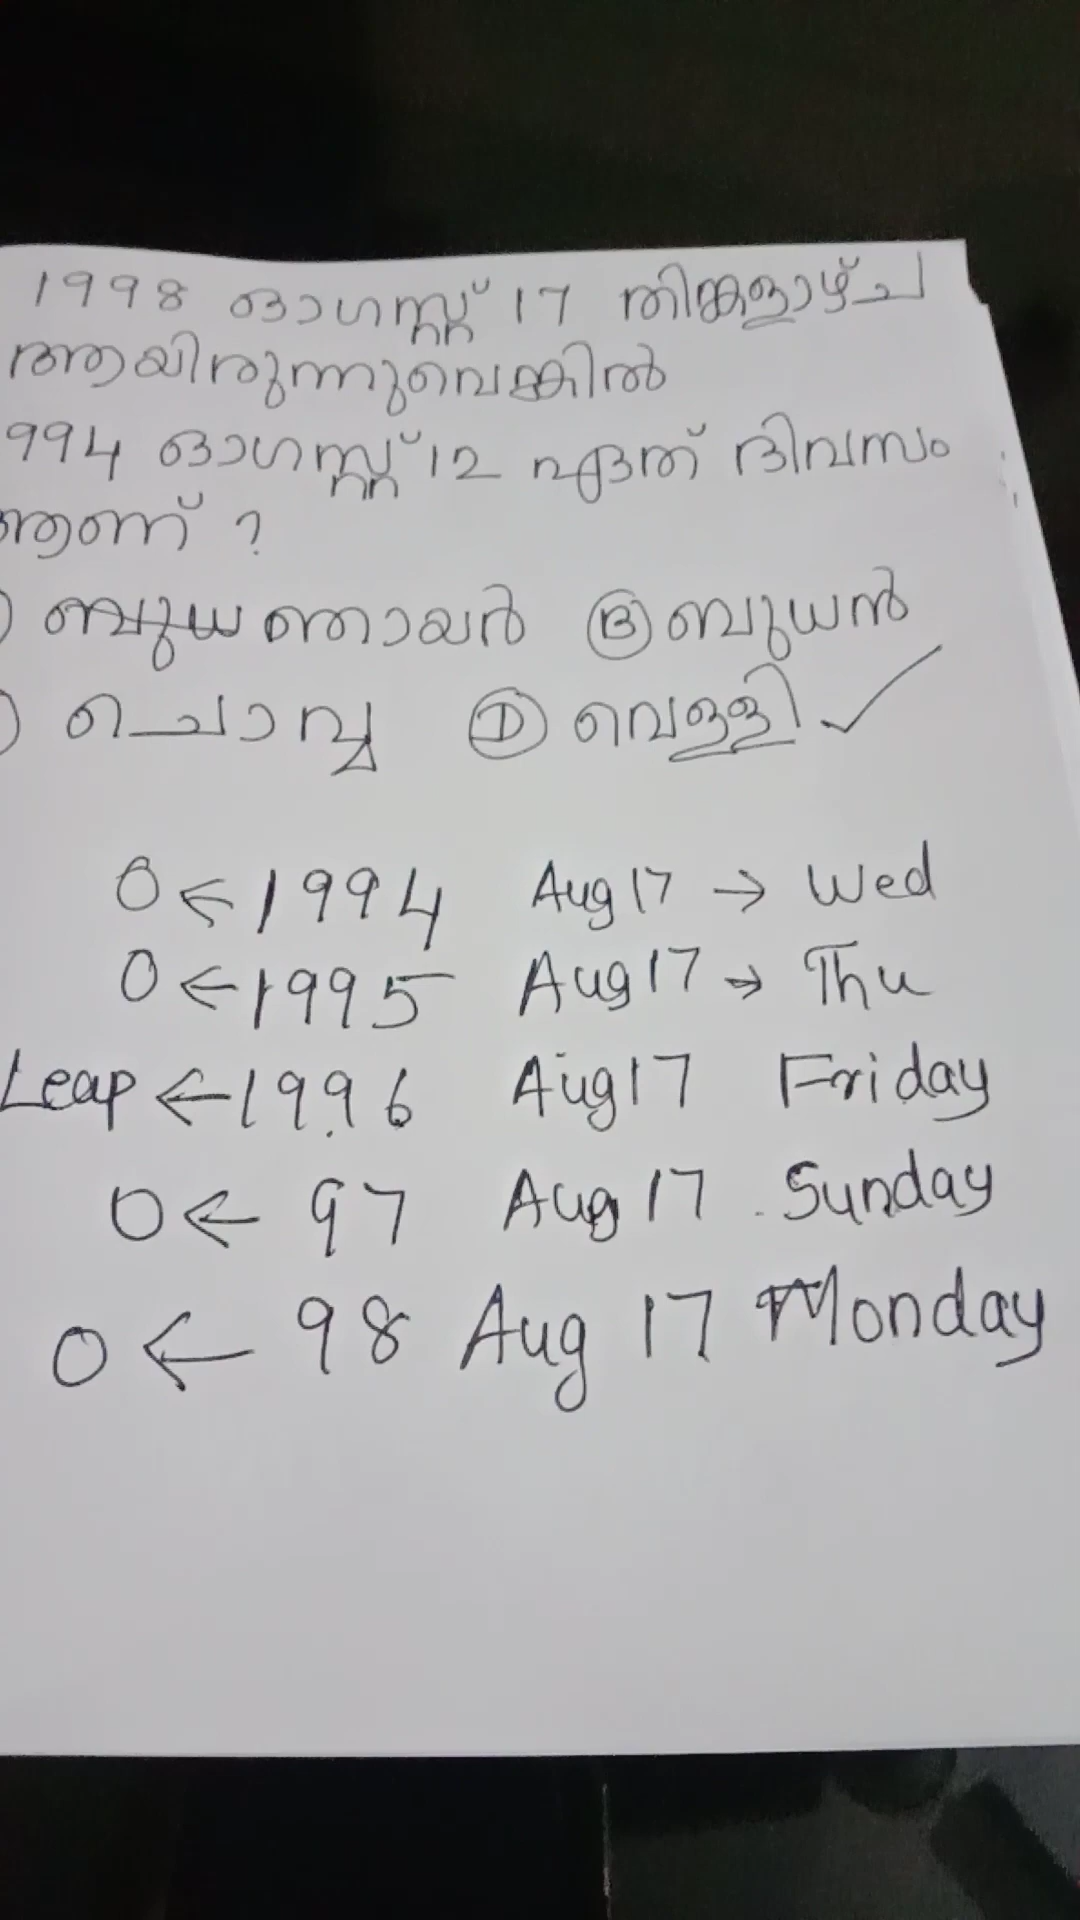 1998 ഓഗസ്റ്റ് 17 തിങ്കളാഴ്ച
ആയിരുന്നുവെങ്കിൽ
994 ഓഗസ്റ്റ് 12 ഏത് ദിവസം
ആണ് ?
) ബുധ ഞായർ Ⓑ ബുധൻ
) ചൊവ്വ Ⓓ വെള്ളി ✓
0 ← 1994 Aug 17 → Wed
0 ← 1995 Aug 17 → Thu
Leap ← 1996 Aug 17 Friday
0 ← 97 Aug 17 Sunday
0 ← 98 Aug 17 Monday